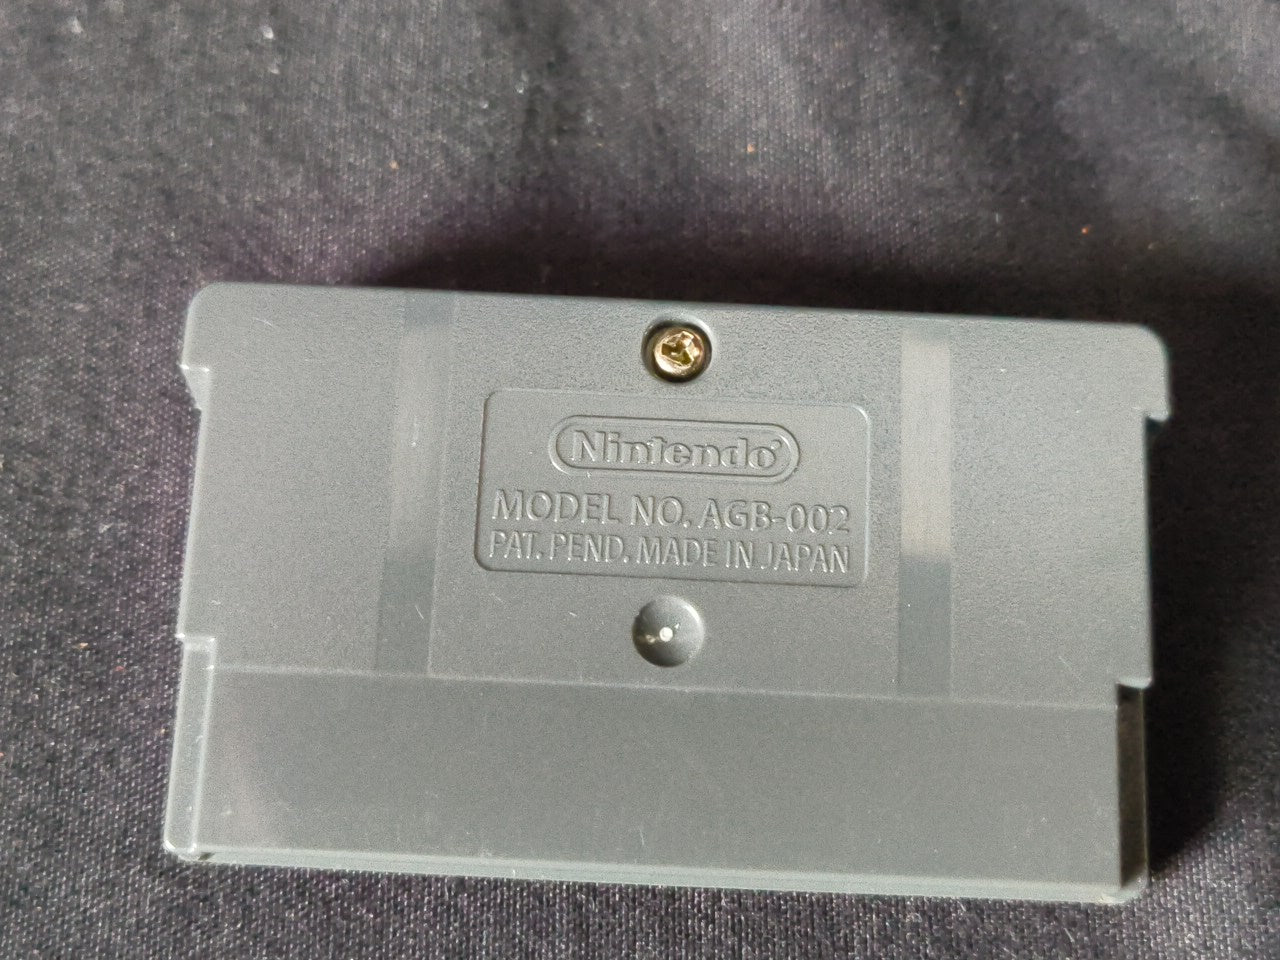 Nintendo
MODEL NO. AGB-002
PAT. PEND. MADE IN JAPAN